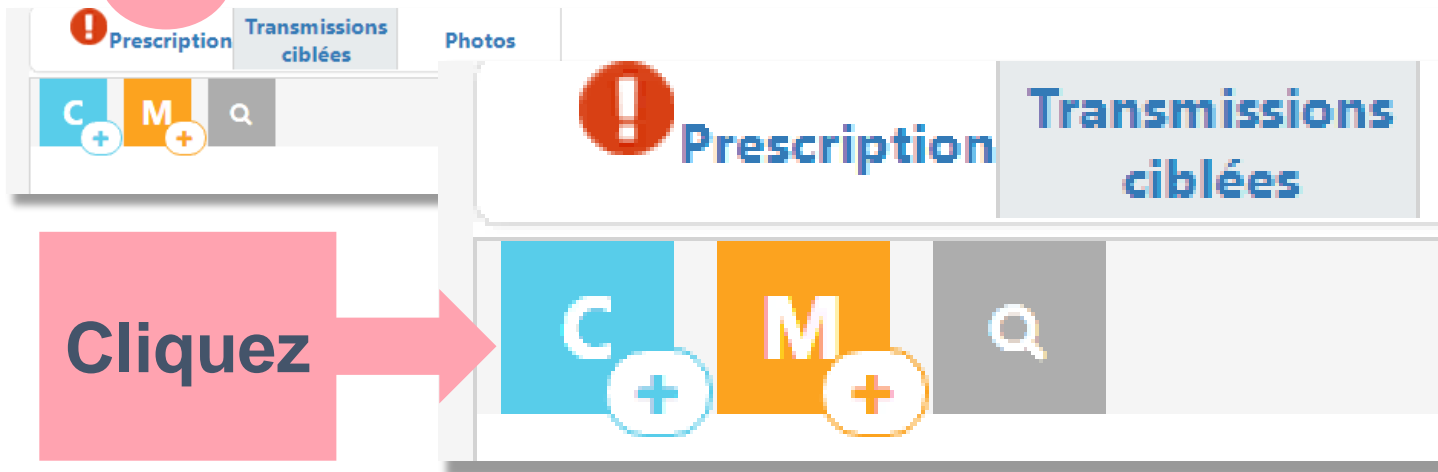 ! Prescription Transmissions ciblées Photos
C + M +
! Prescription Transmissions ciblées
C + M +
Cliquez